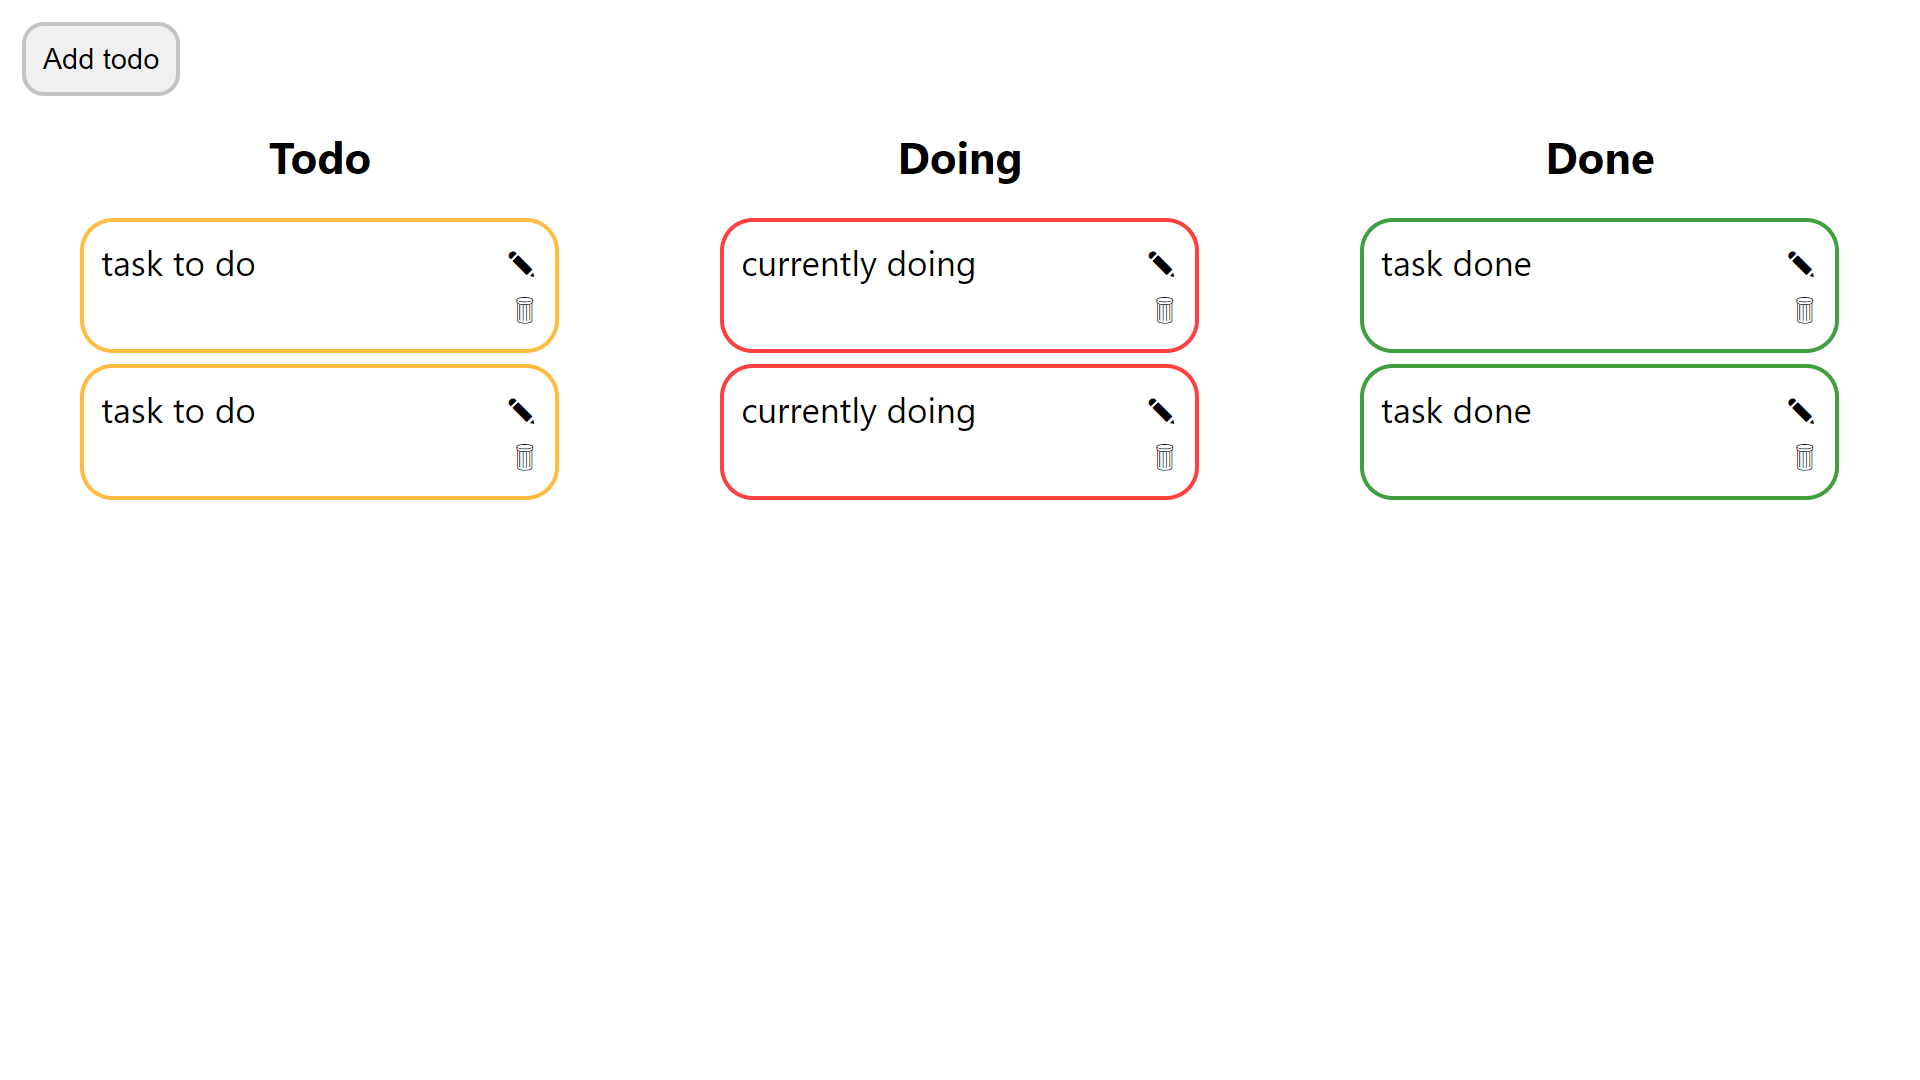 Add todo
Todo
task to do
task to do
Doing
currently doing
currently doing
Done
task done
task done